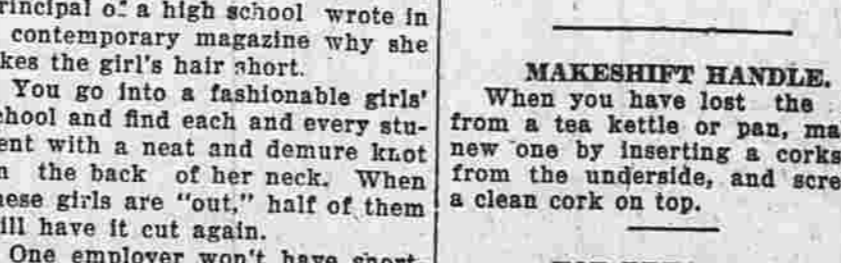 rincipal of a high school wrote in
contemporary magazine why she
kes the girl's hair short.
You go into a fashionable girls'
chool and find each and every stu-
ent with a neat and demure knot
n the back of her neck. When
hese girls are "out," half of them
ill have it cut again.
One employer won't have short-
MAKESHIFT HANDLE.
When you have lost the
from a tea kettle or pan, ma
new one by inserting a corks
from the underside, and scre
a clean cork on top.